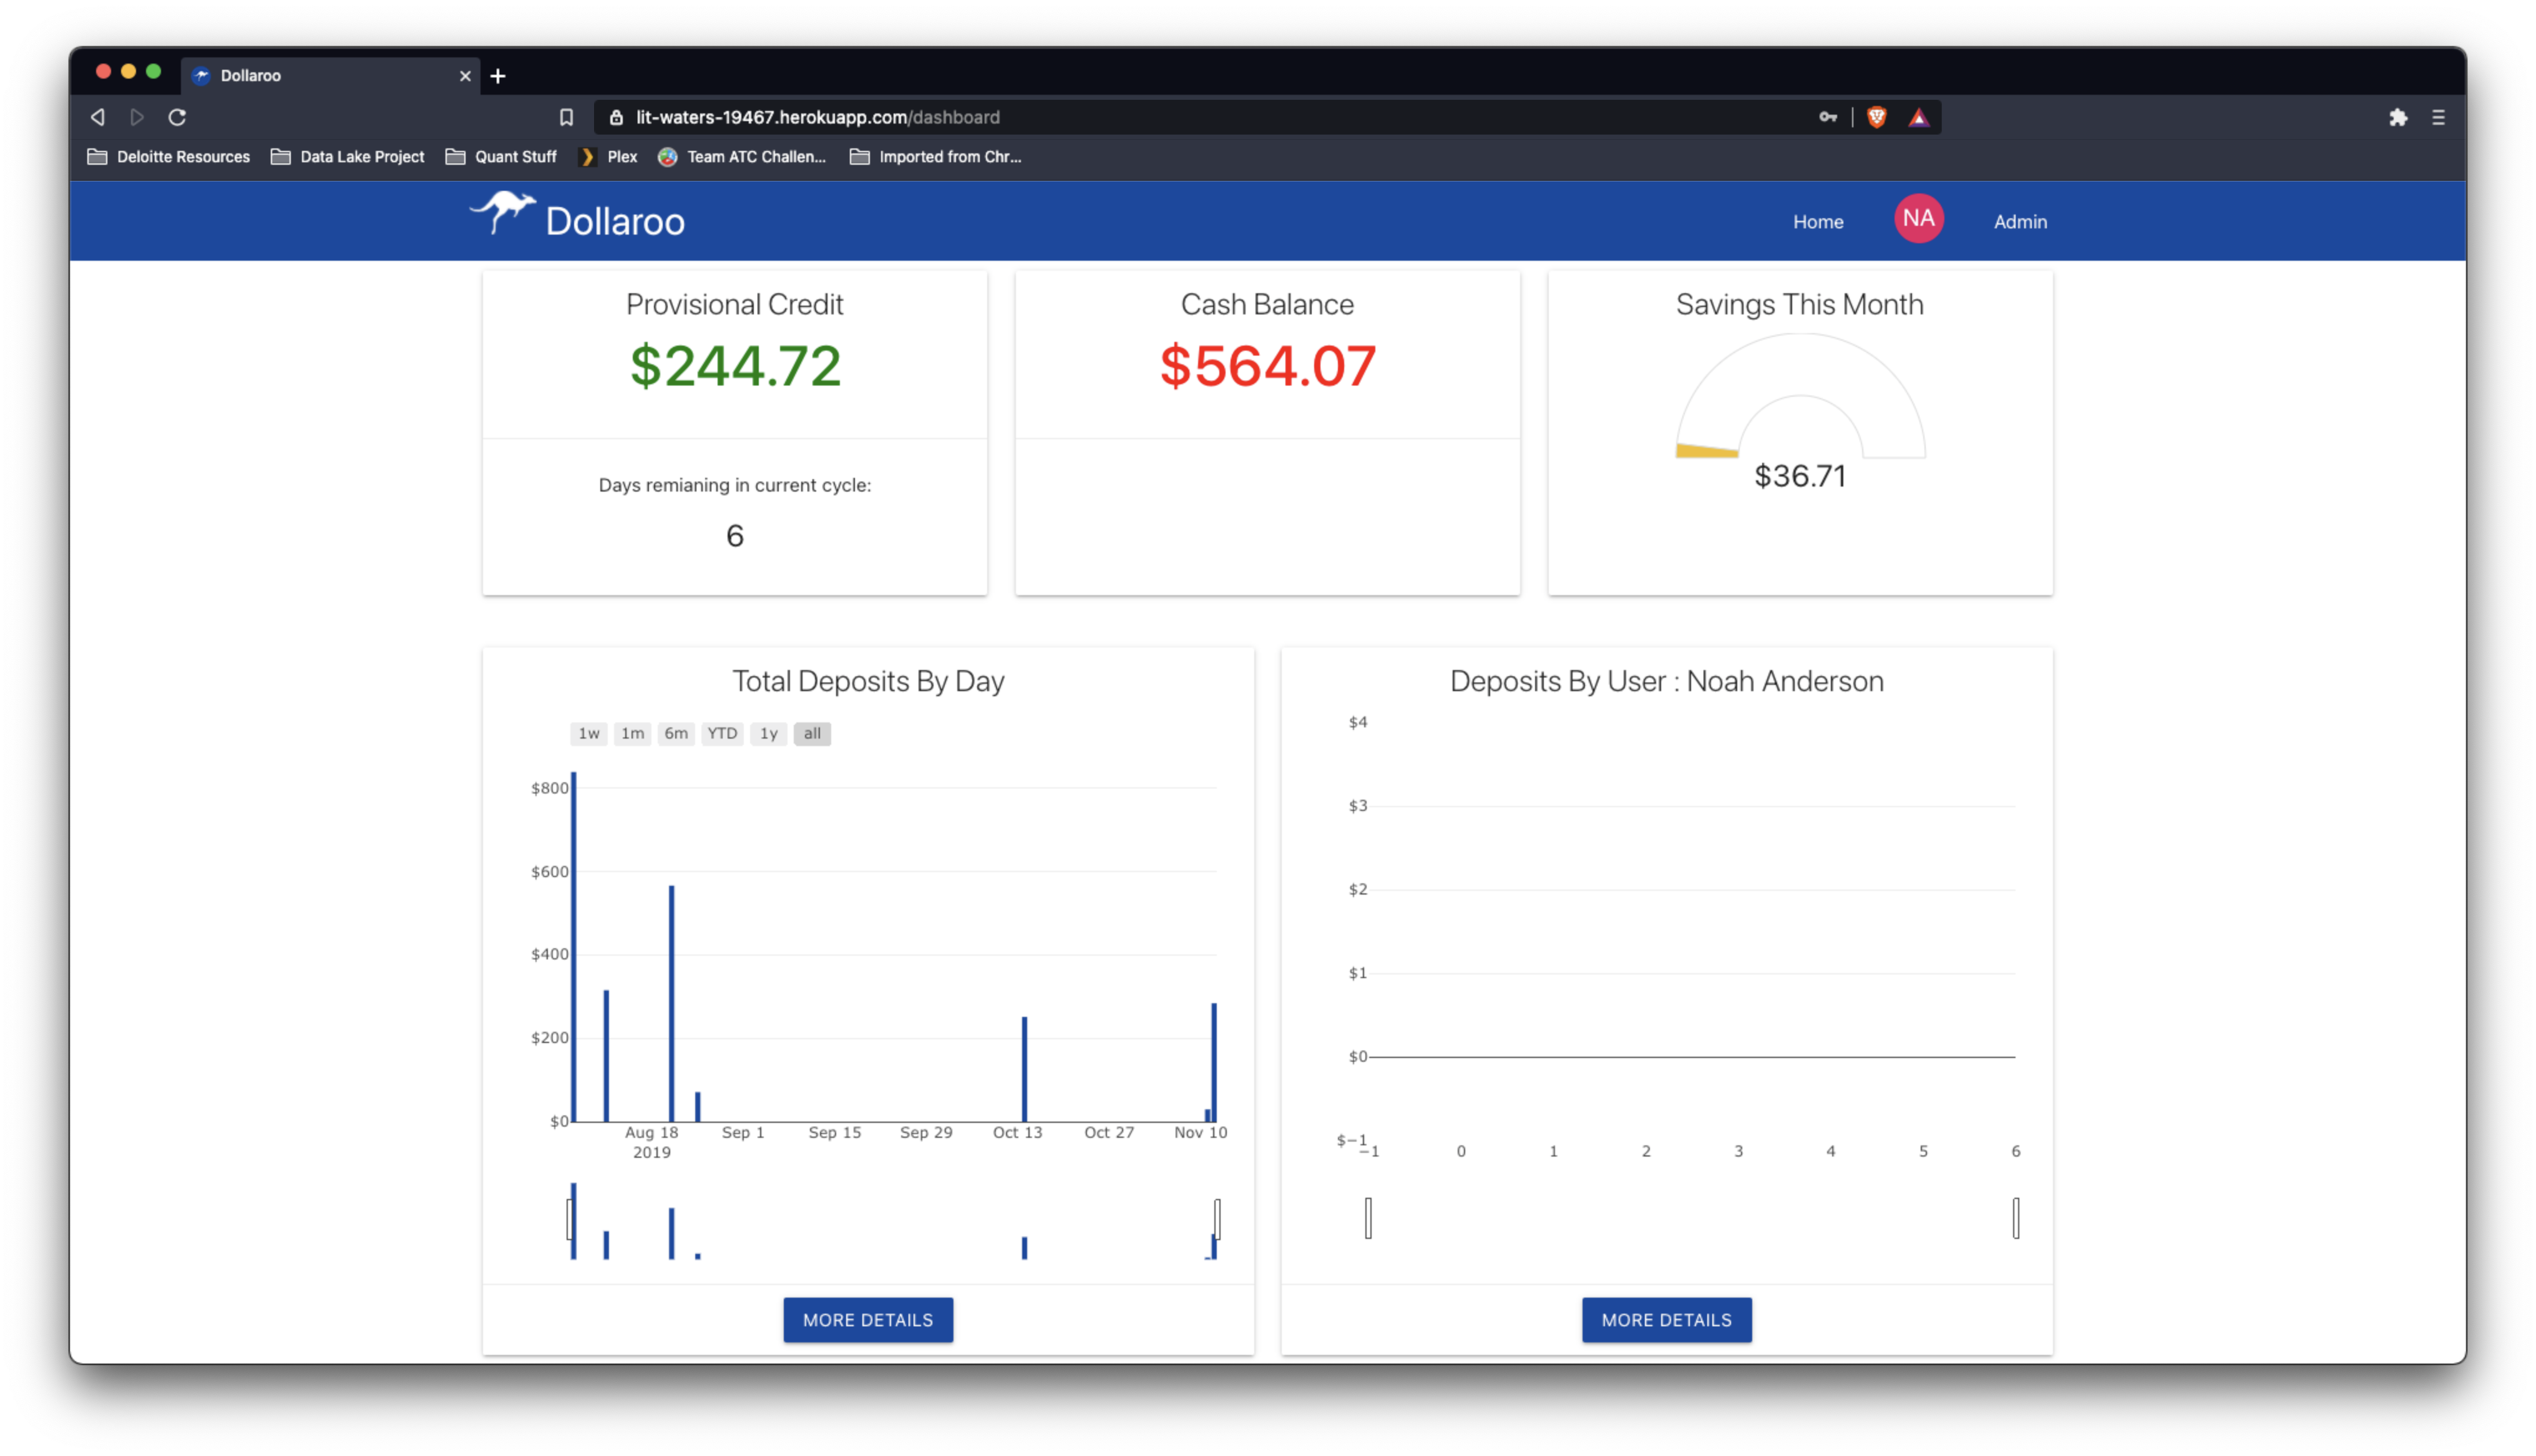 Dollaroo
lit-waters-19467.herokuapp.com/dashboard
Deloitte Resources Data Lake Project Quant Stuff Plex Team ATC Challen... Imported from Chr...
Dollaroo Home NA Admin
Provisional Credit
$244.72
Days remianing in current cycle:
6
Cash Balance
$564.07
Savings This Month
$36.71
Total Deposits By Day
1w 1m 6m YTD 1y all
$800
$600
$400
$200
$0
Aug 18 Sep 1 Sep 15 Sep 29 Oct 13 Oct 27 Nov 10
2019
MORE DETAILS
Deposits By User : Noah Anderson
$4
$3
$2
$1
$0
$−1
−1 0 1 2 3 4 5 6
MORE DETAILS